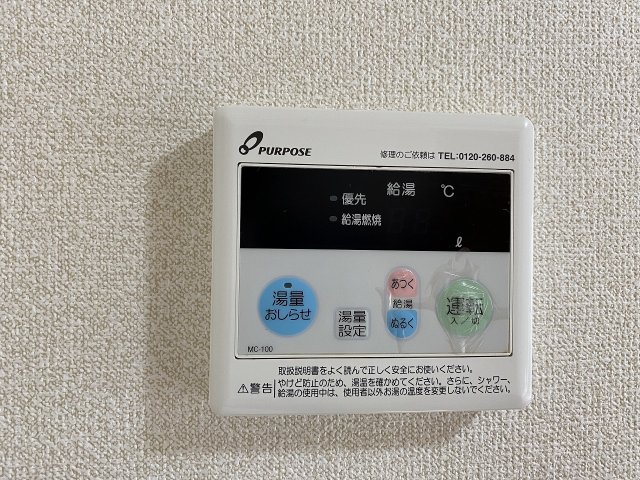 PURPOSE
修理のご依頼は TEL:0120-260-884
給湯 ℃
優先
給湯燃焼
ℓ
湯量
おしらせ
湯量
設定
あつく
給湯
ぬるく
運転
入／切
MC-100
取扱説明書をよく読んで正しく安全にお使いください。
⚠警告
やけど防止のため、湯温を確かめてください。さらに、シャワー、
給湯の使用中は、使用者以外お湯の温度を変更しないでください。